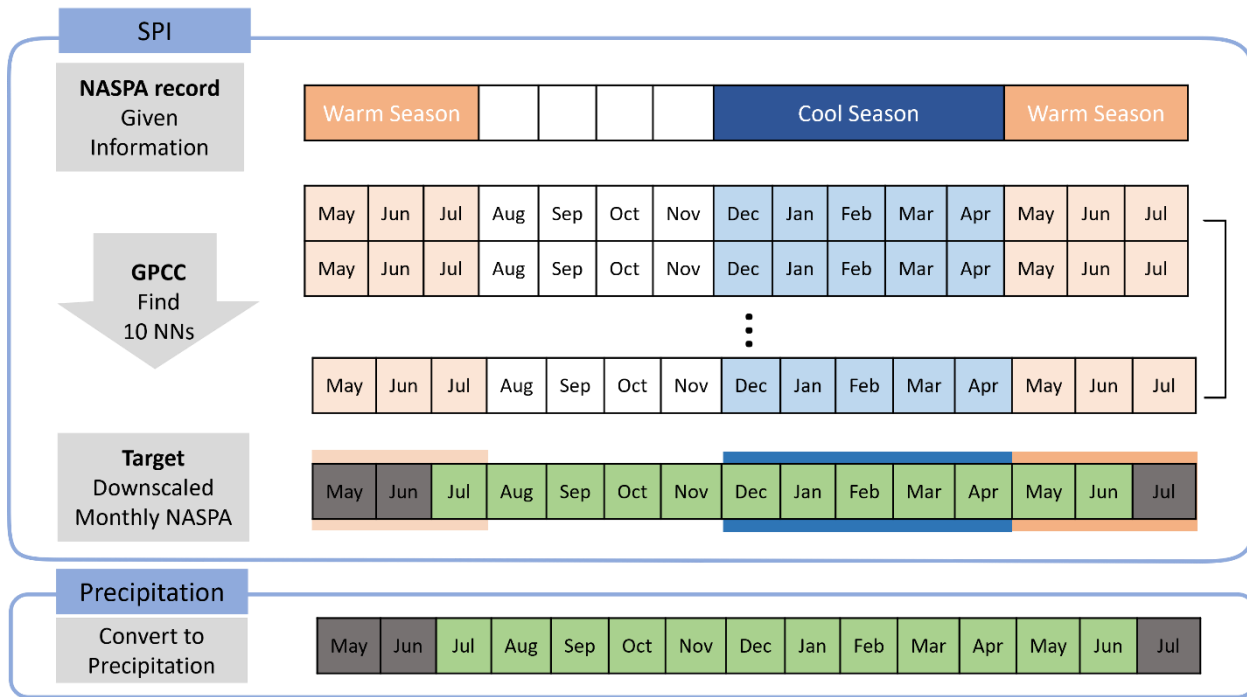 SPI
NASPA record
Given
Information
Warm Season Cool Season Warm Season
May Jun Jul Aug Sep Oct Nov Dec Jan Feb Mar Apr May Jun Jul
May Jun Jul Aug Sep Oct Nov Dec Jan Feb Mar Apr May Jun Jul
GPCC
Find
10 NNs
May Jun Jul Aug Sep Oct Nov Dec Jan Feb Mar Apr May Jun Jul
Target
Downscaled
Monthly NASPA
May Jun Jul Aug Sep Oct Nov Dec Jan Feb Mar Apr May Jun Jul
Precipitation
Convert to
Precipitation
May Jun Jul Aug Sep Oct Nov Dec Jan Feb Mar Apr May Jun Jul